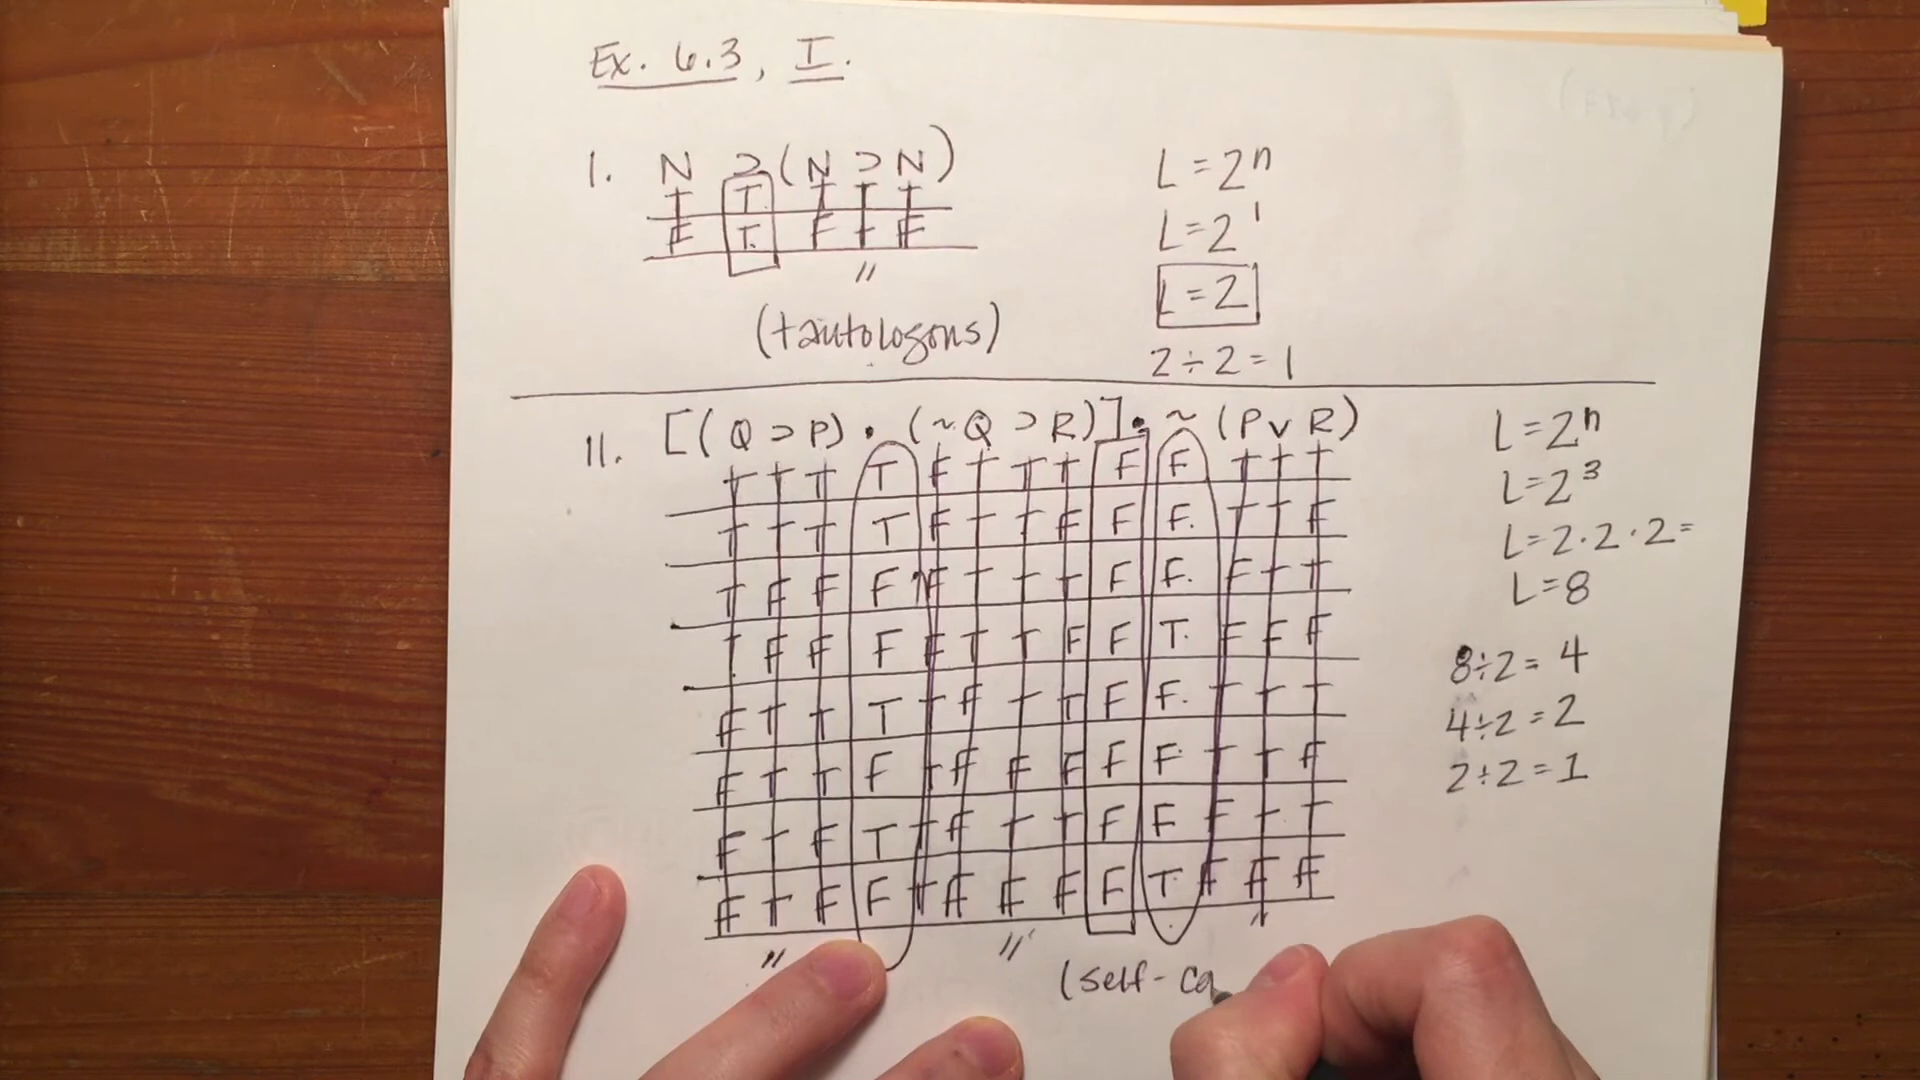 Ex. 6.3, I.
1. N ⊃ (N ⊃ N)
T T T T T
F T F T F
//
(tautologons)
L = 2ⁿ
L = 2¹
L = 2
2 ÷ 2 = 1
11. [(Q ⊃ P) • (~Q ⊃ R)] • ~ (P v R)
T T T T F T T T F F T T T
T T T T F T T F F F. T T F
T F F F F T T T F F. F T T
T F F F F T T F F T. F F F
F T T T T F T T F F. T T T
F T T F T F F F F F. T T F
F T F T T F T T F F F T T
F T F F T F F F F T. F F F
// //
(self-co
L = 2ⁿ
L = 2³
L = 2·2·2 =
L = 8
8 ÷ 2 = 4
4 ÷ 2 = 2
2 ÷ 2 = 1